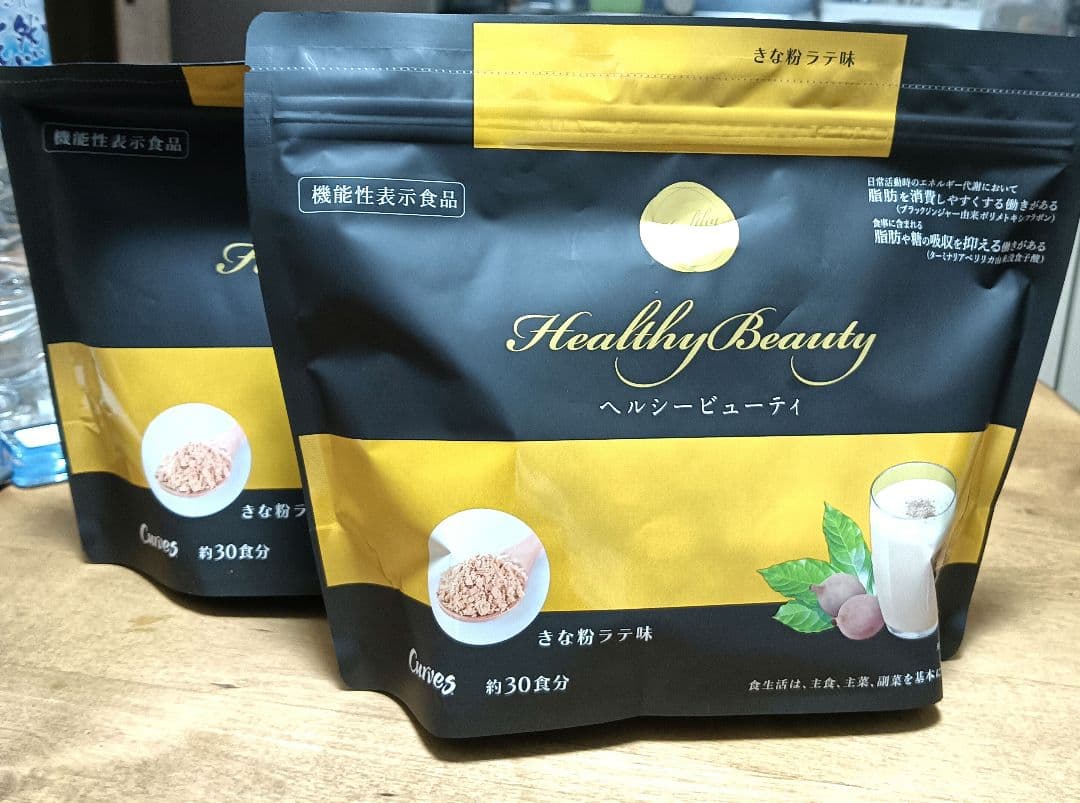 きな粉ラテ味
機能性表示食品
日常活動時のエネルギー代謝において
脂肪を消費しやすくする働きがある
(ブラックジンジャー由来ポリメトキシフラボン)
食事に含まれる
脂肪や糖の吸収を抑える働きがある
(ターミナリアベリリカ由来没食子酸)
Healthy Beauty
ヘルシービューティ
きな粉ラテ味
Curves
約30食分
食生活は、主食、主菜、副菜を基本に
機能性表示食品
きな粉ラ
Curves
約30食分